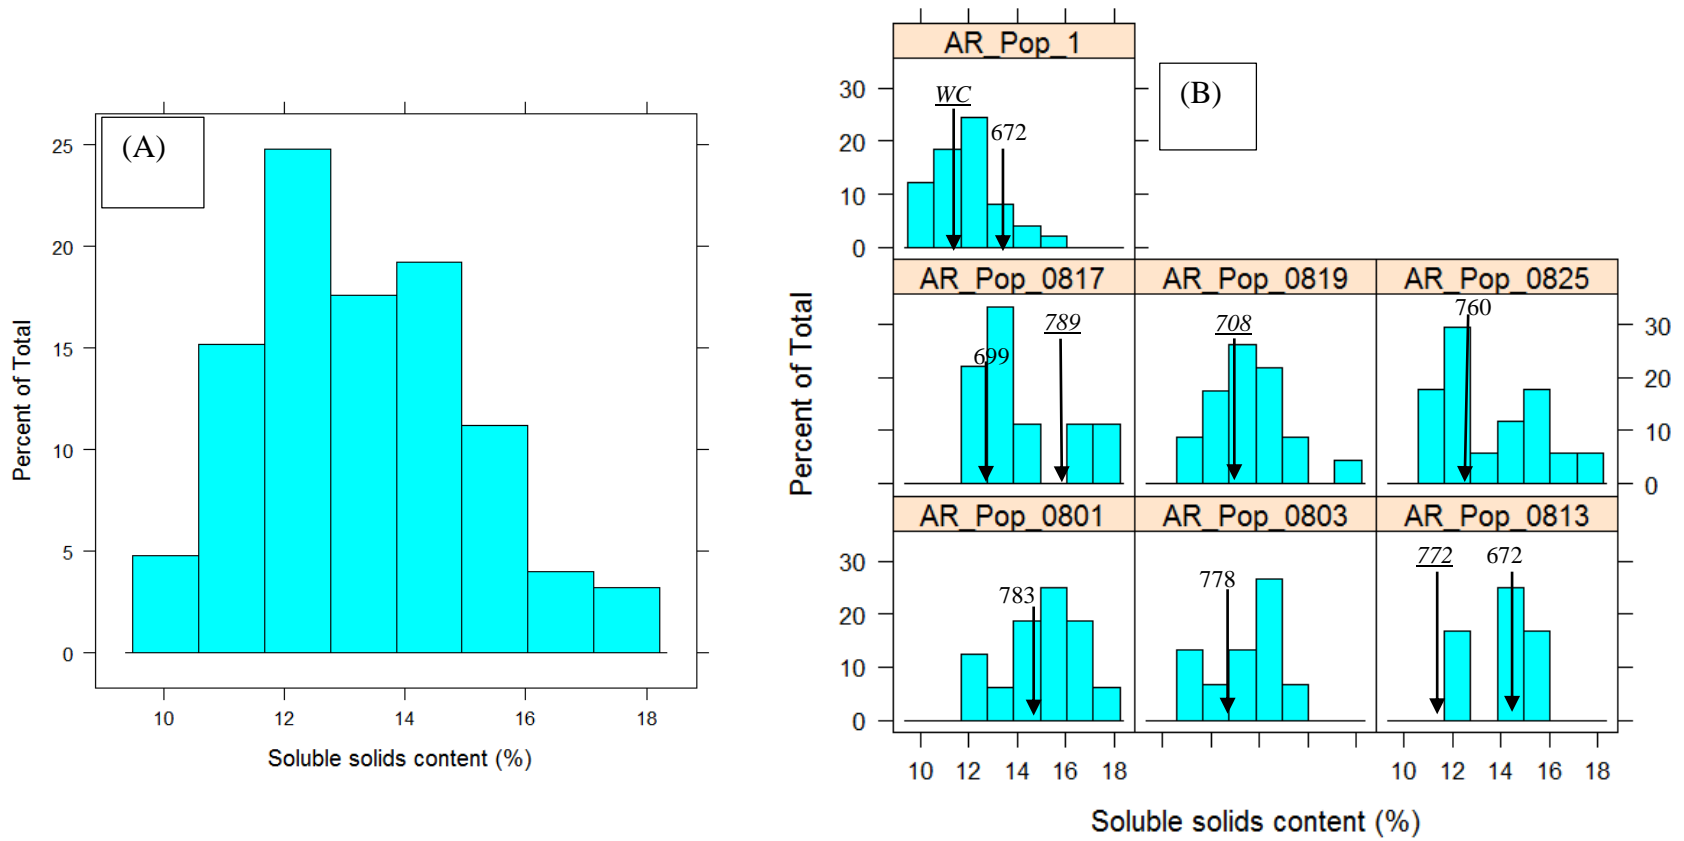 (A)
25
20
15
10
5
0
Percent of Total
10 12 14 16 18
Soluble solids content (%)
(B)
AR_Pop_1
30
20
10
0
WC
672
AR_Pop_0817
AR_Pop_0819
AR_Pop_0825
699
789
708
760
30
20
10
0
Percent of Total
AR_Pop_0801
AR_Pop_0803
AR_Pop_0813
30
20
10
0
783
778
772
672
10 12 14 16 18
10 12 14 16 18
Soluble solids content (%)